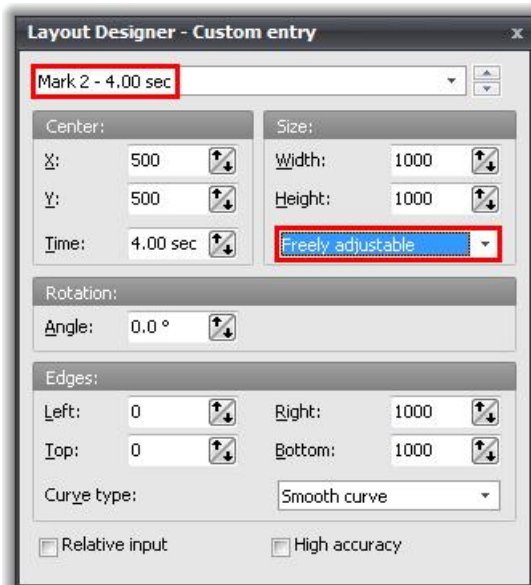 Layout Designer - Custom entry x
Mark 2 - 4.00 sec
Center: Size:
X: 500 Width: 1000
Y: 500 Height: 1000
Time: 4.00 sec Freely adjustable
Rotation:
Angle: 0.0 °
Edges:
Left: 0 Right: 1000
Top: 0 Bottom: 1000
Curve type: Smooth curve
Relative input High accuracy